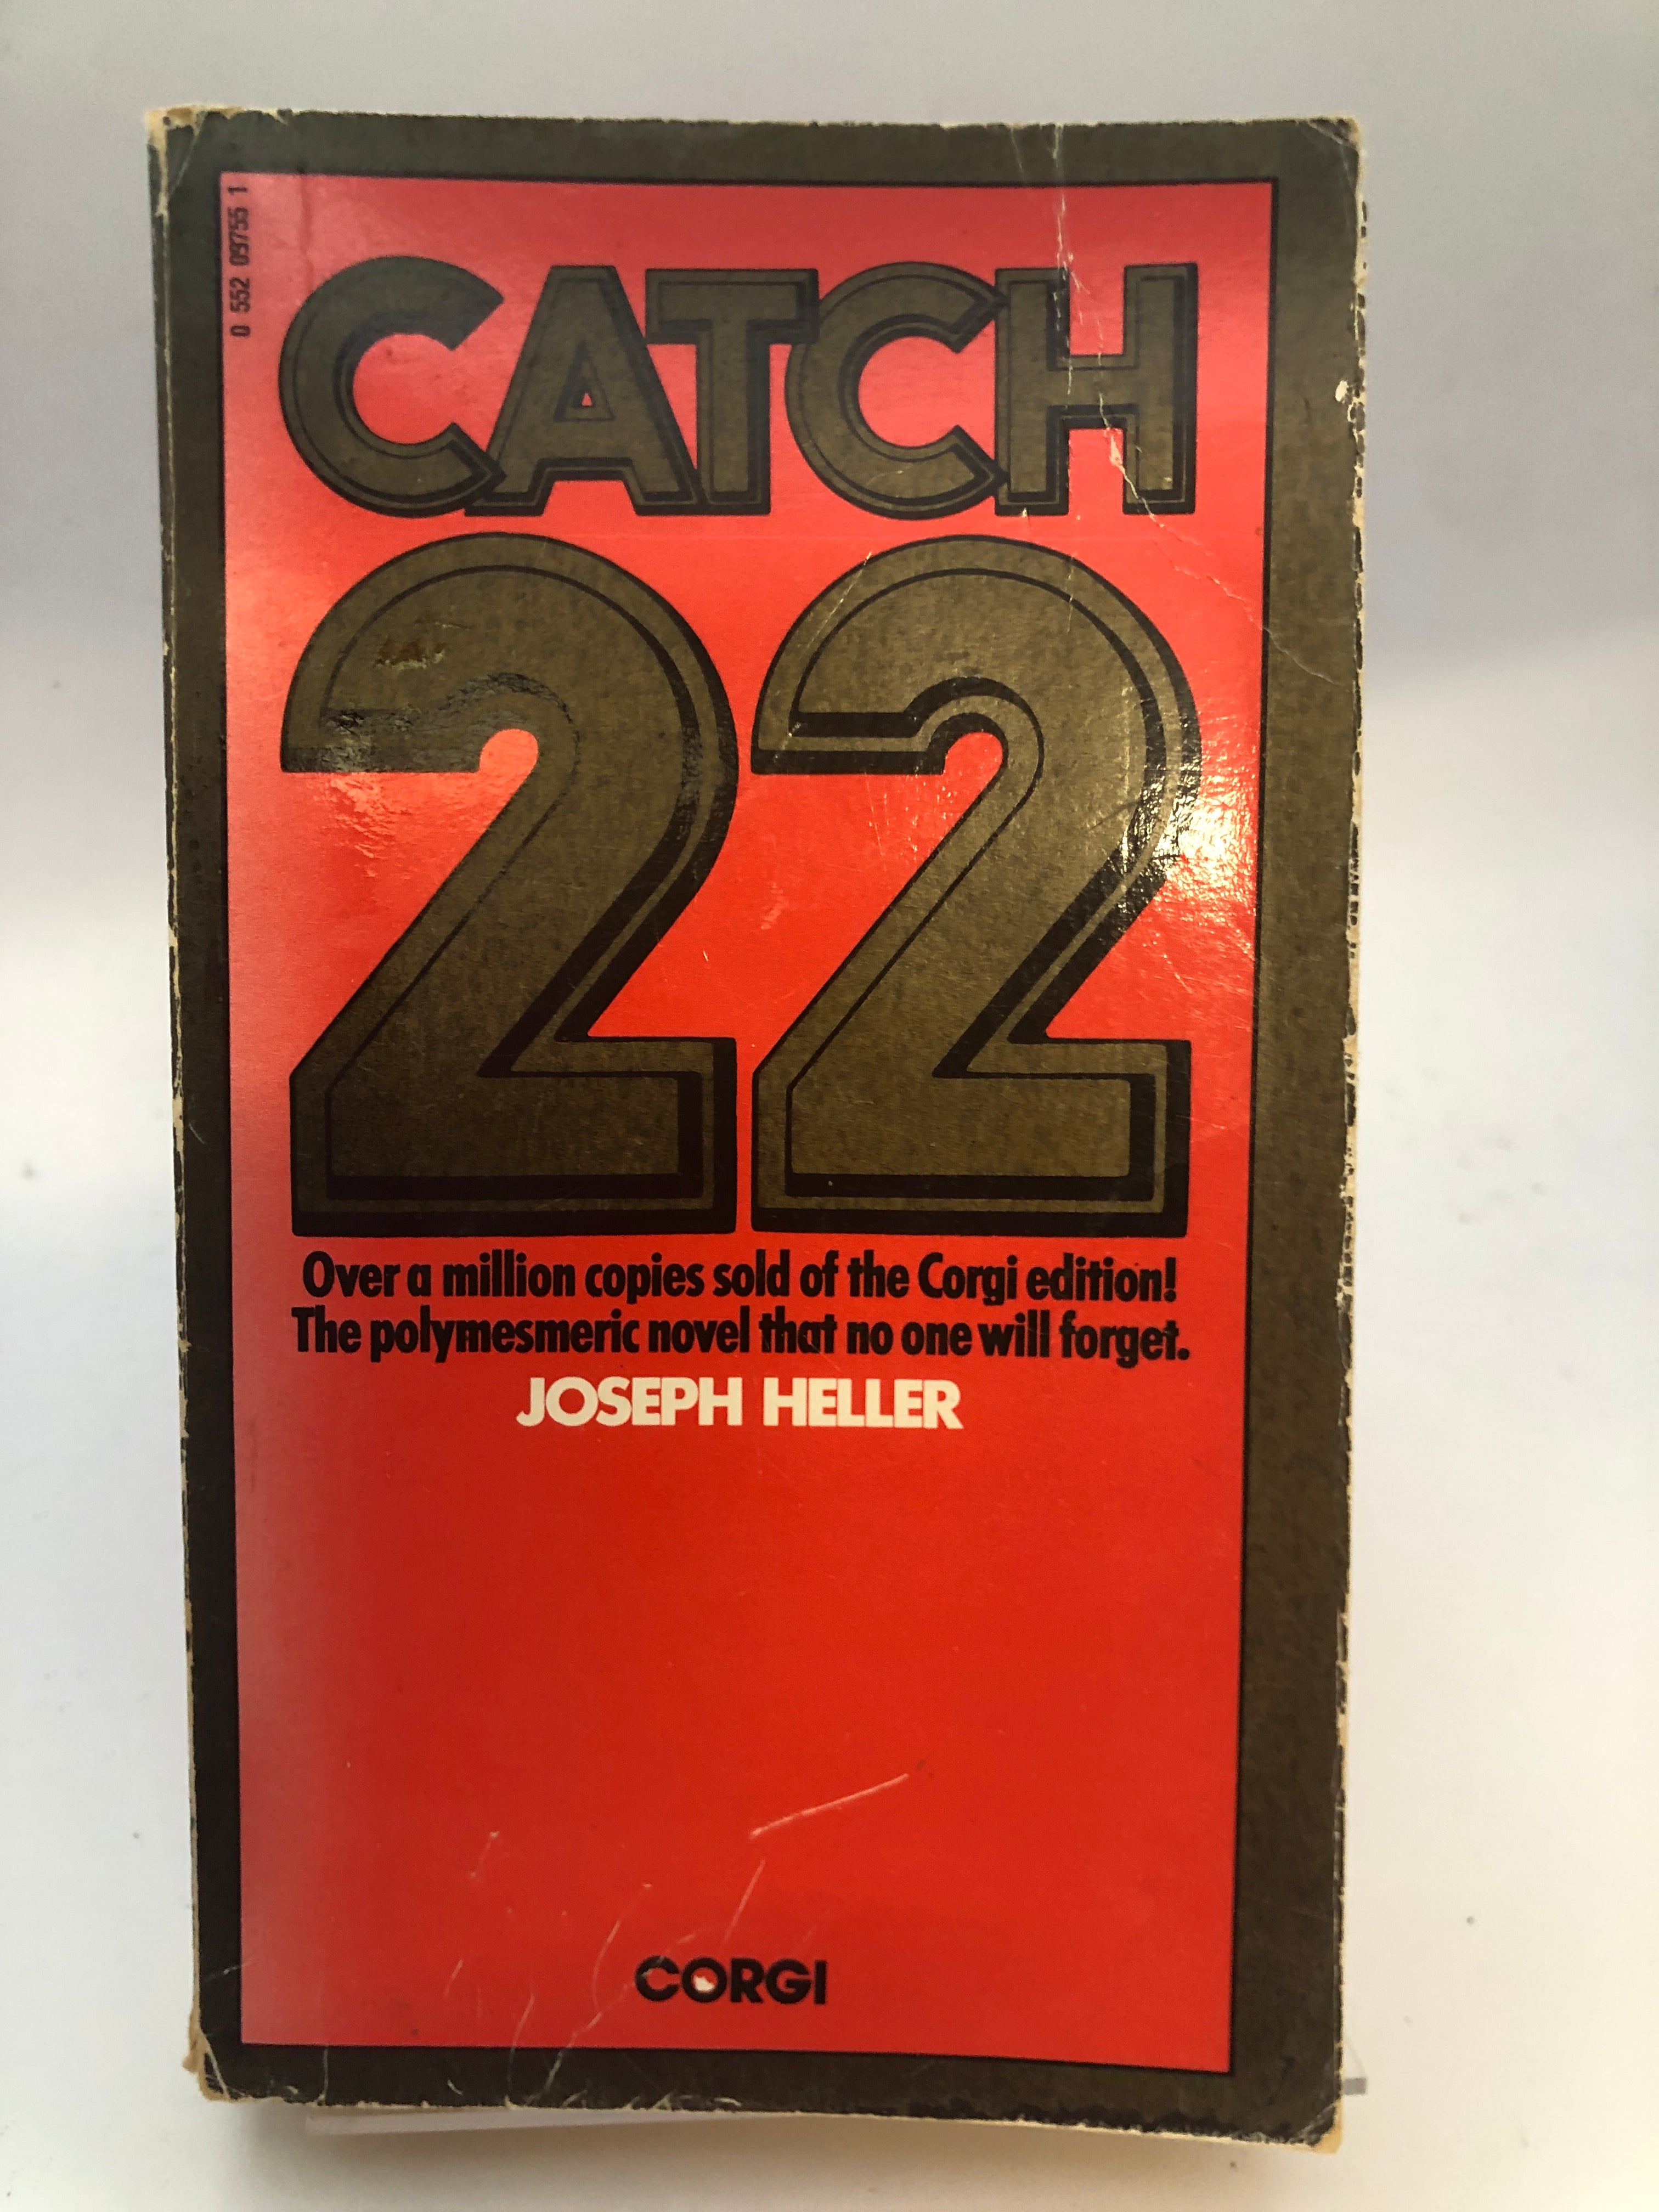 0 552 09755 1
CATCH
22
Over a million copies sold of the Corgi edition!
The polymesmeric novel that no one will forget.
JOSEPH HELLER
CORGI